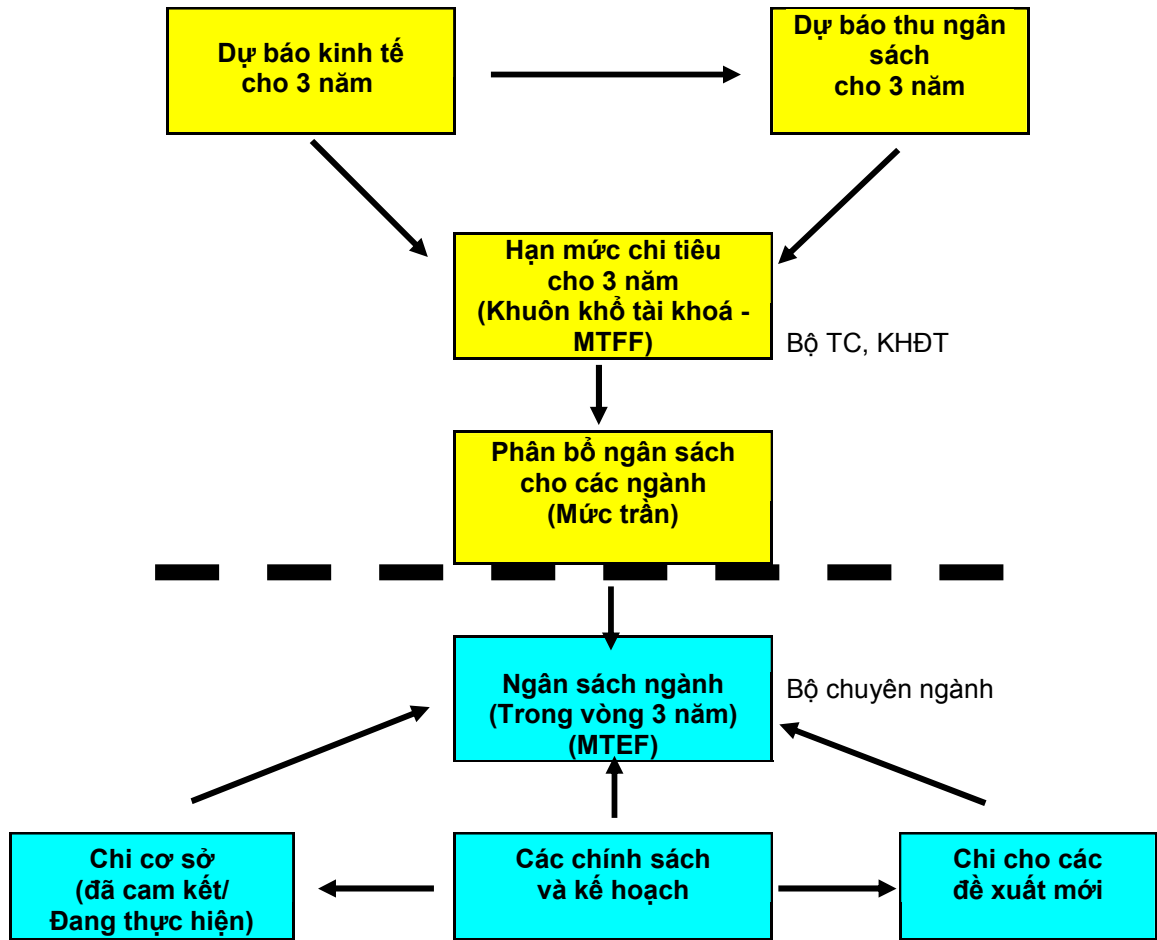 Dự báo kinh tế
cho 3 năm
Dự báo thu ngân
sách
cho 3 năm
Hạn mức chi tiêu
cho 3 năm
(Khuôn khổ tài khoá -
MTFF)
Bộ TC, KHĐT
Phân bổ ngân sách
cho các ngành
(Mức trần)
Ngân sách ngành
(Trong vòng 3 năm)
(MTEF)
Bộ chuyên ngành
Chi cơ sở
(đã cam kết/
Đang thực hiện)
Các chính sách
và kế hoạch
Chi cho các
đề xuất mới